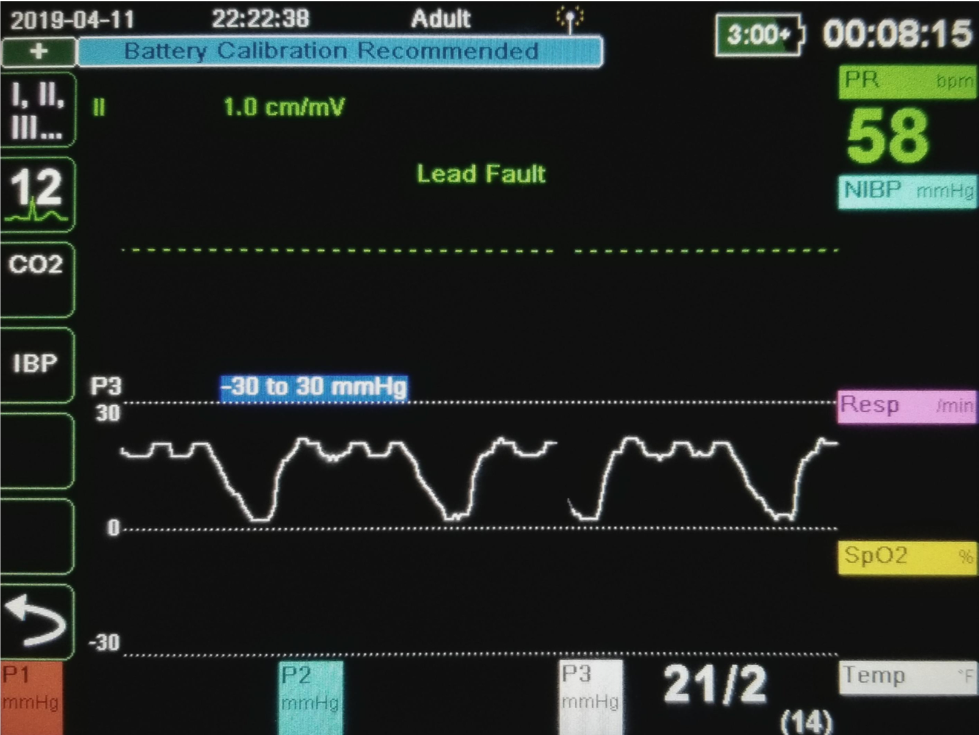 2019-04-11 22:22:38 Adult 3:00+ 00:08:15
+ Battery Calibration Recommended
I, II,
III...
II 1.0 cm/mV
PR bpm
58
Lead Fault
12
NIBP mmHg
CO2
IBP
P3 -30 to 30 mmHg
30
Resp /min
0
SpO2 %
-30
P1
mmHg
P2
mmHg
P3
mmHg
21/2
(14)
Temp °F